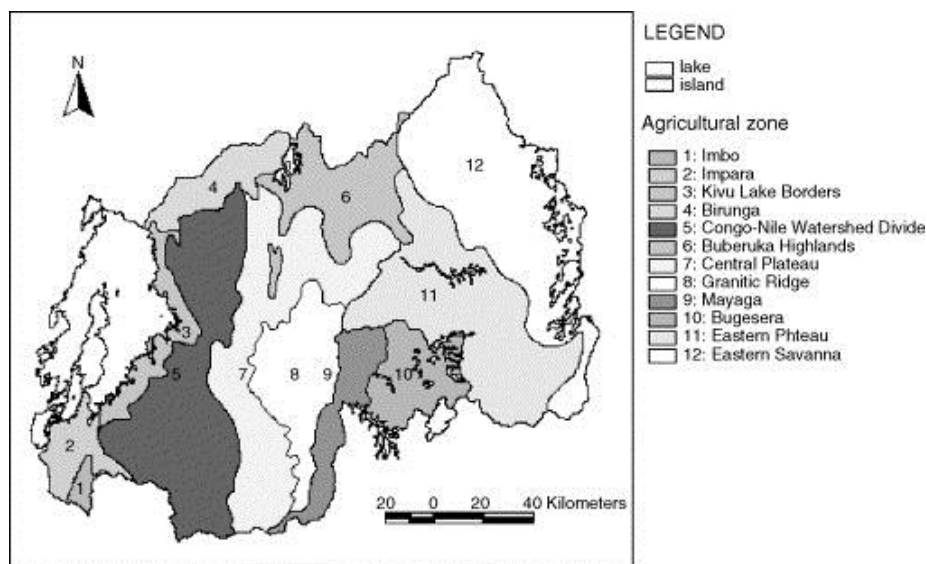 N
LEGEND
lake
island
Agricultural zone
1: Imbo
2: Impara
3: Kivu Lake Borders
4: Birunga
5: Congo-Nile Watershed Divide
6: Buberuka Highlands
7: Central Plateau
8: Granitic Ridge
9: Mayaga
10: Bugesera
11: Eastern Phteau
12: Eastern Savanna
12
4
6
11
3
5
7
8
9
10
2
1
20 0 20 40 Kilometers